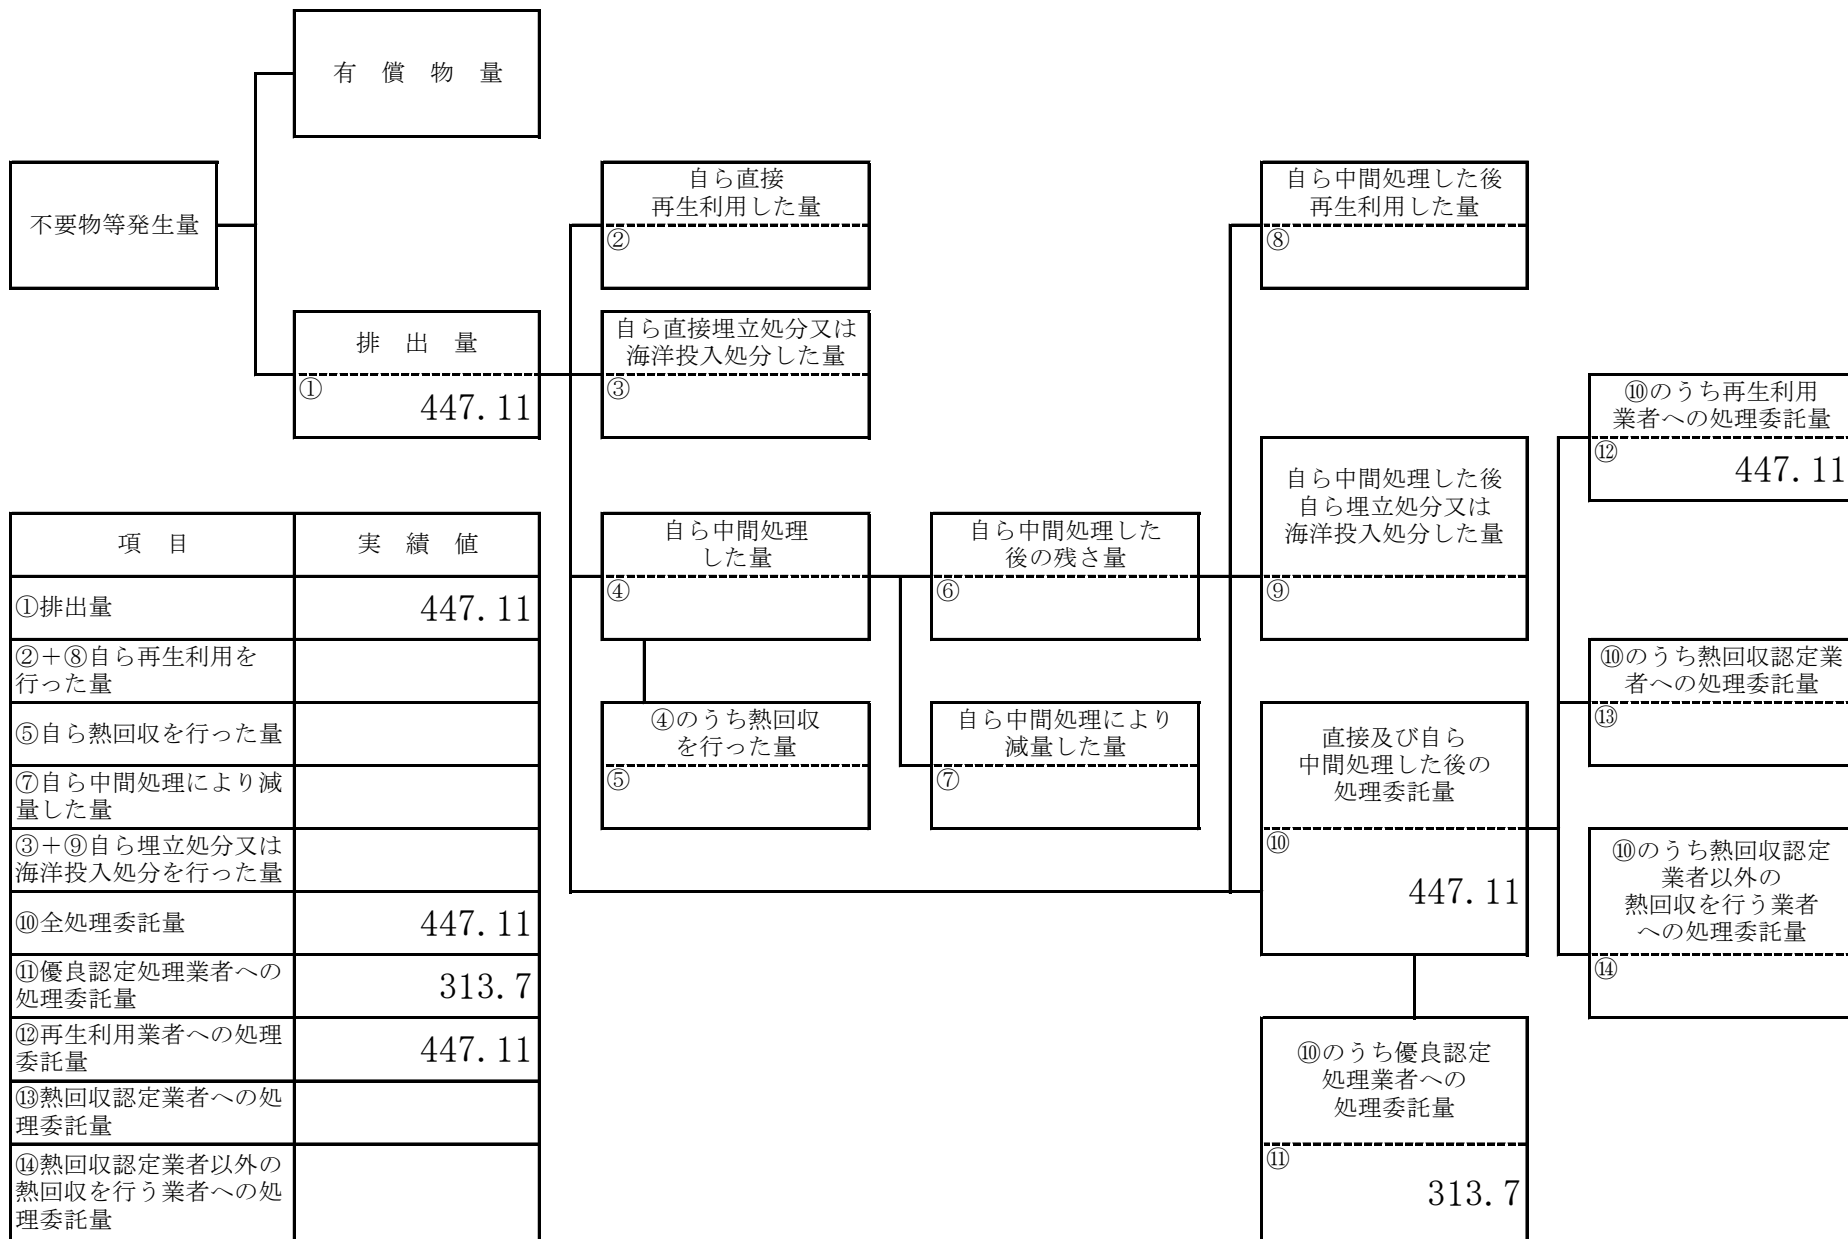 有 償 物 量
不要物等発生量
排 出 量
①
447.11
自ら直接
再生利用した量
②
自ら直接埋立処分又は
海洋投入処分した量
③
自ら中間処理
した量
④
④のうち熱回収
を行った量
⑤
自ら中間処理した
後の残さ量
⑥
自ら中間処理により
減量した量
⑦
自ら中間処理した後
再生利用した量
⑧
自ら中間処理した後
自ら埋立処分又は
海洋投入処分した量
⑨
直接及び自ら
中間処理した後の
処理委託量
⑩
447.11
⑩のうち優良認定
処理業者への
処理委託量
⑪
313.7
⑩のうち再生利用
業者への処理委託量
⑫
447.11
⑩のうち熱回収認定業
者への処理委託量
⑬
⑩のうち熱回収認定
業者以外の
熱回収を行う業者
への処理委託量
⑭
項 目 実 績 値
①排出量 447.11
②+⑧自ら再生利用を
行った量
⑤自ら熱回収を行った量
⑦自ら中間処理により減
量した量
③+⑨自ら埋立処分又は
海洋投入処分を行った量
⑩全処理委託量 447.11
⑪優良認定処理業者への
処理委託量 313.7
⑫再生利用業者への処理
委託量 447.11
⑬熱回収認定業者への処
理委託量
⑭熱回収認定業者以外の
熱回収を行う業者への処
理委託量